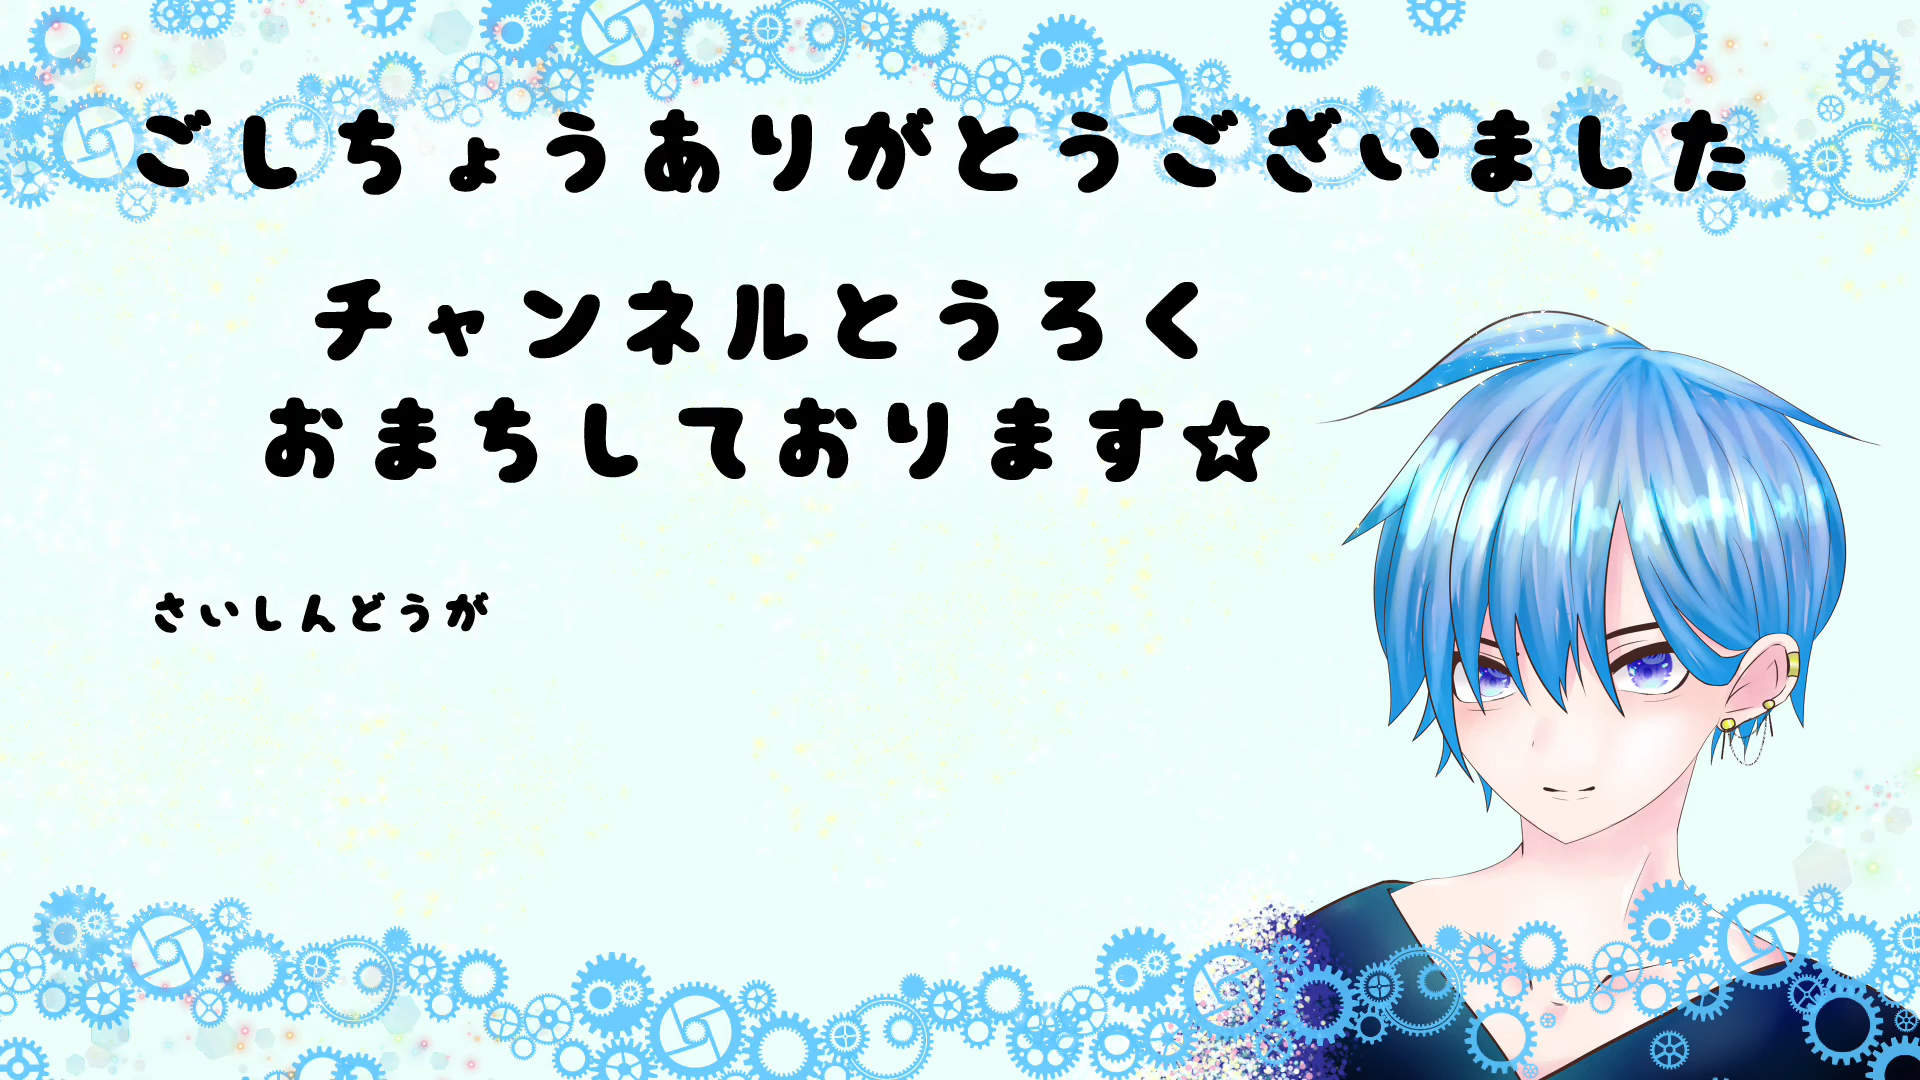 ごしちょうありがとうございました
チャンネルとうろく
おまちしております☆
さいしんどうが